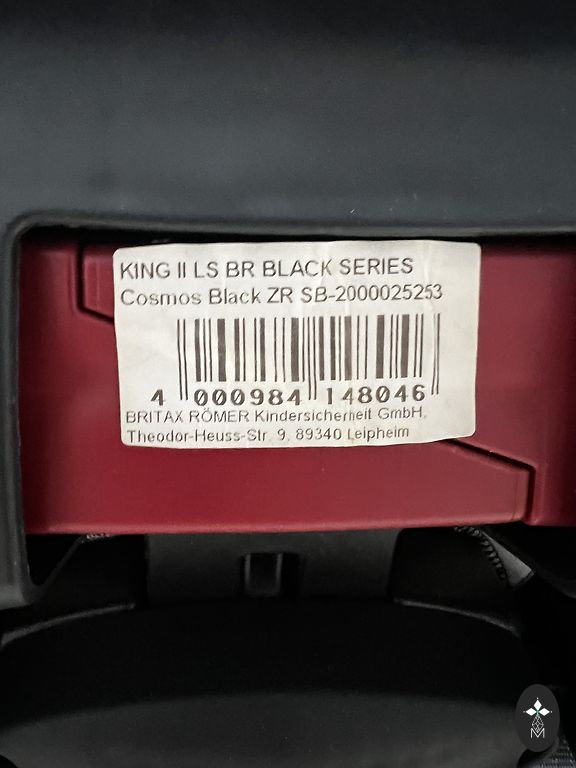 KING II LS BR BLACK SERIES
Cosmos Black ZR SB-2000025253
4 000984 148046
BRITAX RÖMER Kindersicherheit GmbH,
Theodor-Heuss-Str. 9, 89340 Leipheim
M